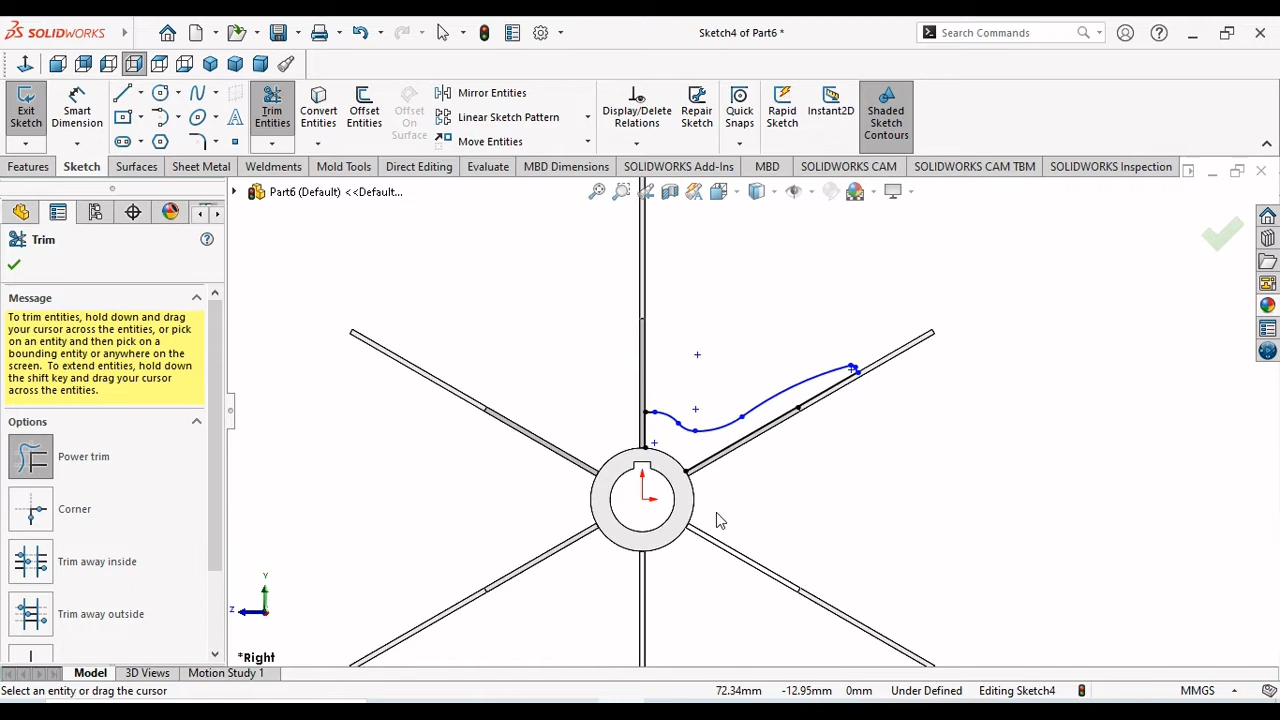 SOLIDWORKS
Sketch4 of Part6 *
Search Commands
Exit Sketch
Smart Dimension
Trim Entities
Convert Entities
Offset Entities
Offset On Surface
Mirror Entities
Linear Sketch Pattern
Move Entities
Display/Delete Relations
Repair Sketch
Quick Snaps
Rapid Sketch
Instant2D
Shaded Sketch Contours
Features
Sketch
Surfaces
Sheet Metal
Weldments
Mold Tools
Direct Editing
Evaluate
MBD Dimensions
SOLIDWORKS Add-Ins
MBD
SOLIDWORKS CAM
SOLIDWORKS CAM TBM
SOLIDWORKS Inspection
Part6 (Default) <<Default...
Trim
Message
To trim entities, hold down and drag
your cursor across the entities, or pick
on an entity and then pick on a
bounding entity or anywhere on the
screen. To extend entities, hold down
the shift key and drag your cursor
across the entities.
Options
Power trim
Corner
Trim away inside
Trim away outside
Y
Z
*Right
Model
3D Views
Motion Study 1
Select an entity or drag the cursor
72.34mm
-12.95mm
0mm
Under Defined
Editing Sketch4
MMGS